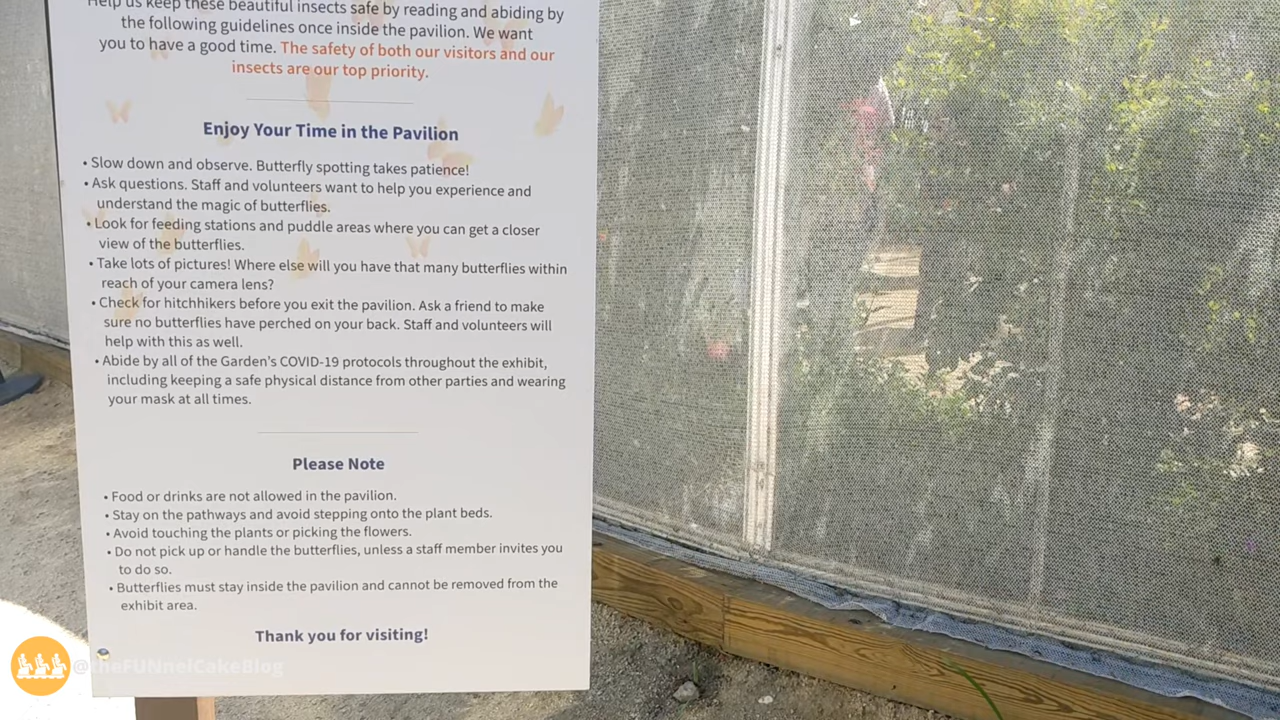 Help us keep these beautiful insects safe by reading and abiding by
the following guidelines once inside the pavilion. We want
you to have a good time. The safety of both our visitors and our
insects are our top priority.
Enjoy Your Time in the Pavilion
• Slow down and observe. Butterfly spotting takes patience!
• Ask questions. Staff and volunteers want to help you experience and
understand the magic of butterflies.
• Look for feeding stations and puddle areas where you can get a closer
view of the butterflies.
• Take lots of pictures! Where else will you have that many butterflies within
reach of your camera lens?
• Check for hitchhikers before you exit the pavilion. Ask a friend to make
sure no butterflies have perched on your back. Staff and volunteers will
help with this as well.
• Abide by all of the Garden's COVID-19 protocols throughout the exhibit,
including keeping a safe physical distance from other parties and wearing
your mask at all times.
Please Note
• Food or drinks are not allowed in the pavilion.
• Stay on the pathways and avoid stepping onto the plant beds.
• Avoid touching the plants or picking the flowers.
• Do not pick up or handle the butterflies, unless a staff member invites you
to do so.
• Butterflies must stay inside the pavilion and cannot be removed from the
exhibit area.
Thank you for visiting!
@theFUNnelCakeBlog